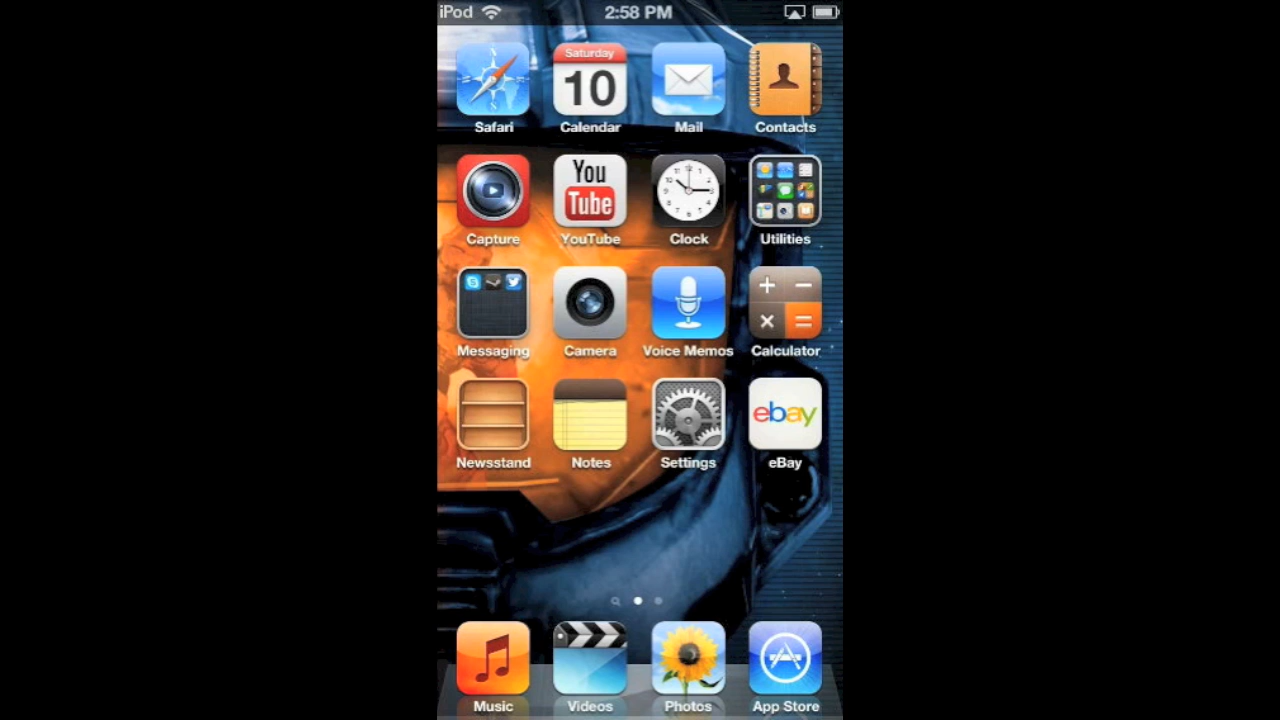 iPod 2:58 PM
Saturday
10
Safari Calendar Mail Contacts
You
Tube
Capture YouTube Clock Utilities
Messaging Camera Voice Memos Calculator
ebay
Newsstand Notes Settings eBay
Music Videos Photos App Store